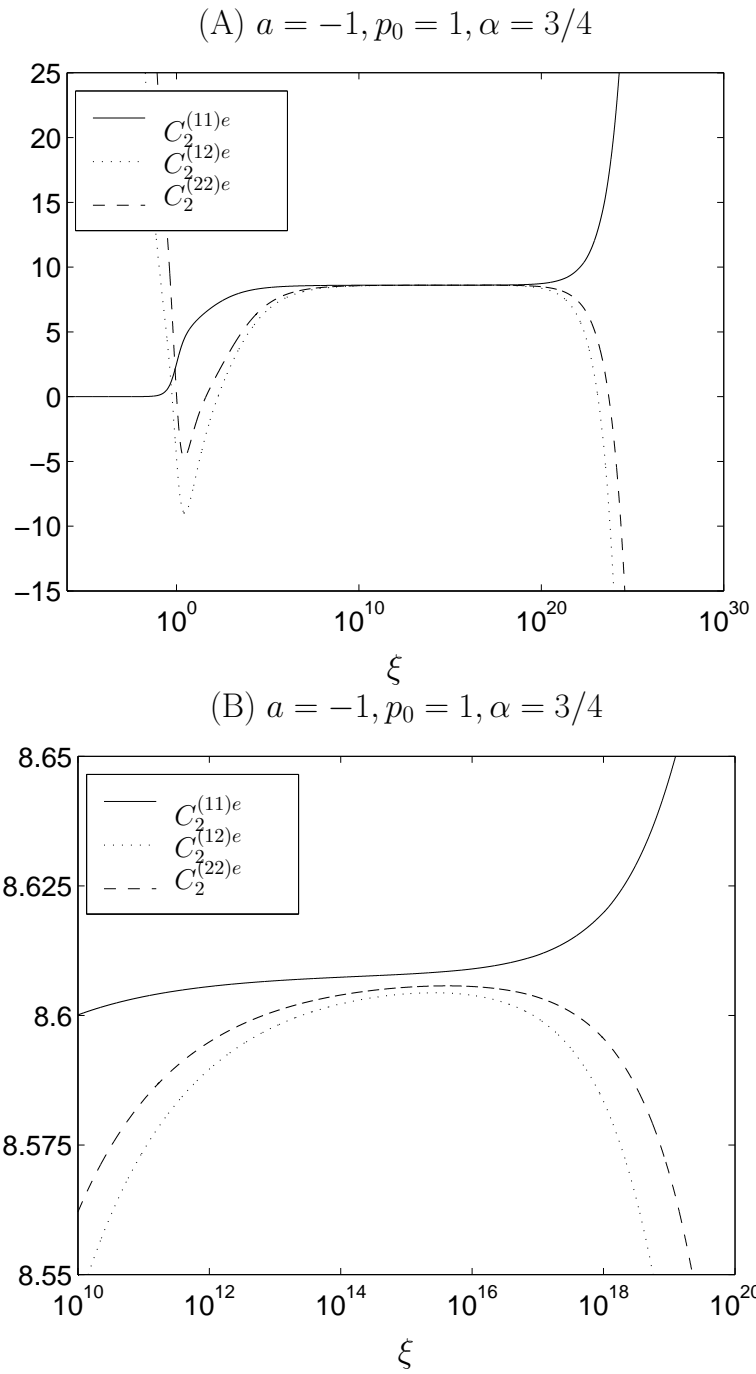 (A) a = −1, p₀ = 1, α = 3/4
25
20
15
10
5
0
−5
−10
−15
C₂⁽¹¹⁾ᵉ
C₂⁽¹²⁾ᵉ
C₂⁽²²⁾ᵉ
10⁰ 10¹⁰ 10²⁰ 10³⁰
ξ
(B) a = −1, p₀ = 1, α = 3/4
8.65
8.625
8.6
8.575
8.55
C₂⁽¹¹⁾ᵉ
C₂⁽¹²⁾ᵉ
C₂⁽²²⁾ᵉ
10¹⁰ 10¹² 10¹⁴ 10¹⁶ 10¹⁸ 10²⁰
ξ